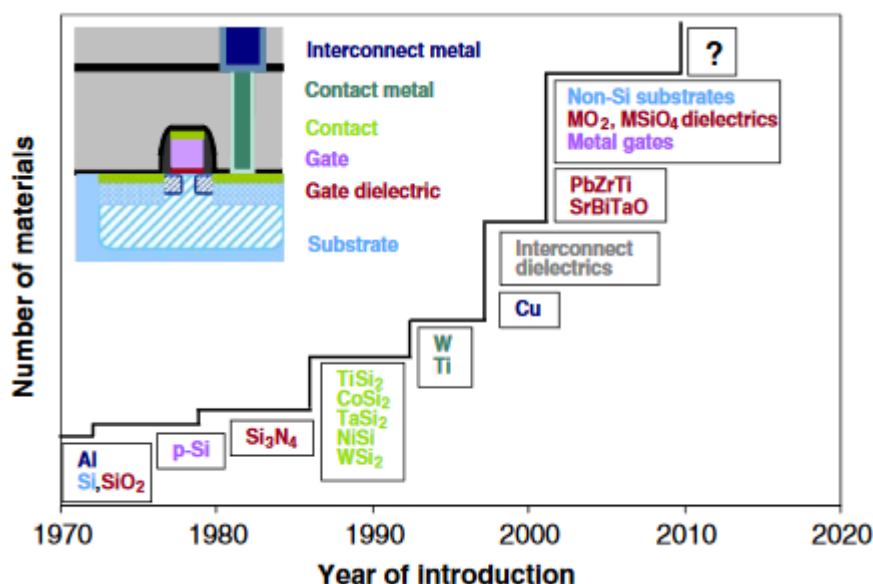 Interconnect metal
Contact metal
Contact
Gate
Gate dielectric
Substrate
?
Non-Si substrates
MO₂, MSiO₄ dielectrics
Metal gates
PbZrTi
SrBiTaO
Interconnect
dielectrics
Cu
W
Ti
TiSi₂
CoSi₂
TaSi₂
NiSi
WSi₂
Si₃N₄
p-Si
Al
Si,SiO₂
Number of materials
1970 1980 1990 2000 2010 2020
Year of introduction